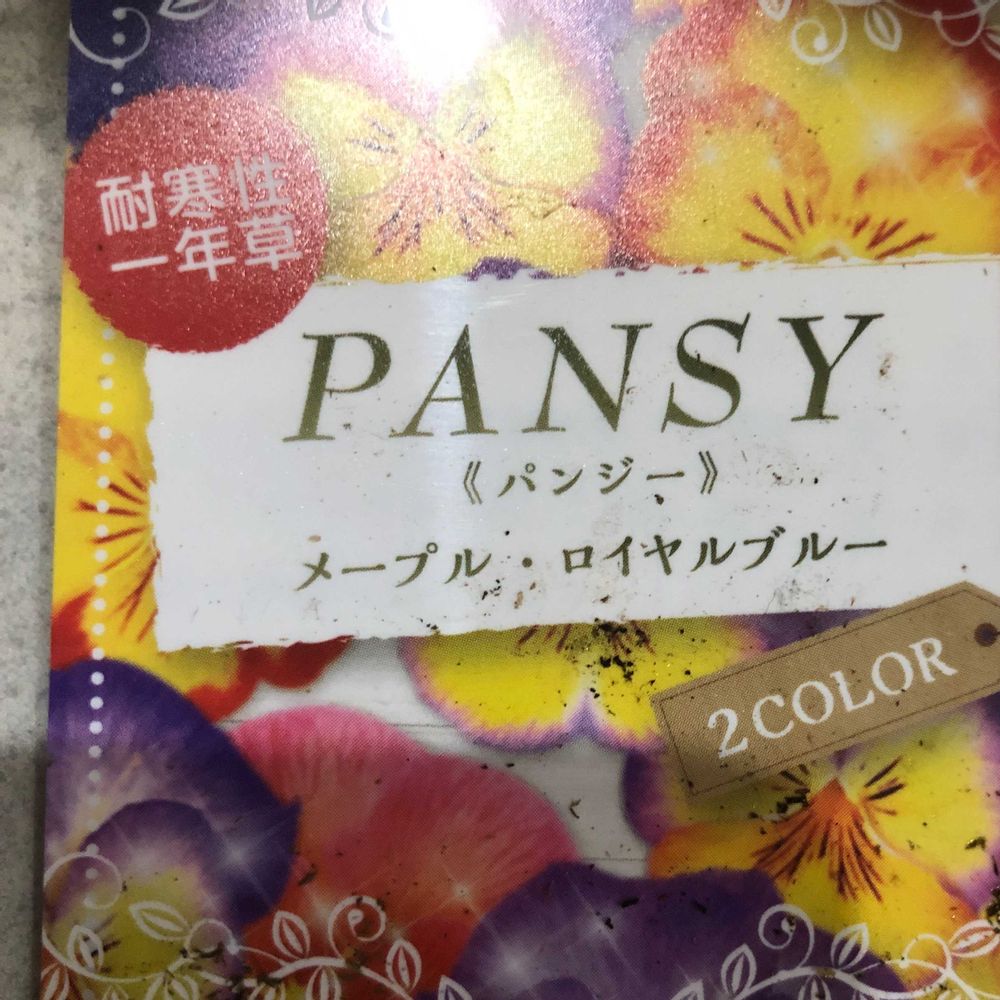 耐寒性
一年草
PANSY
《パンジー》
メープル・ロイヤルブルー
2COLOR